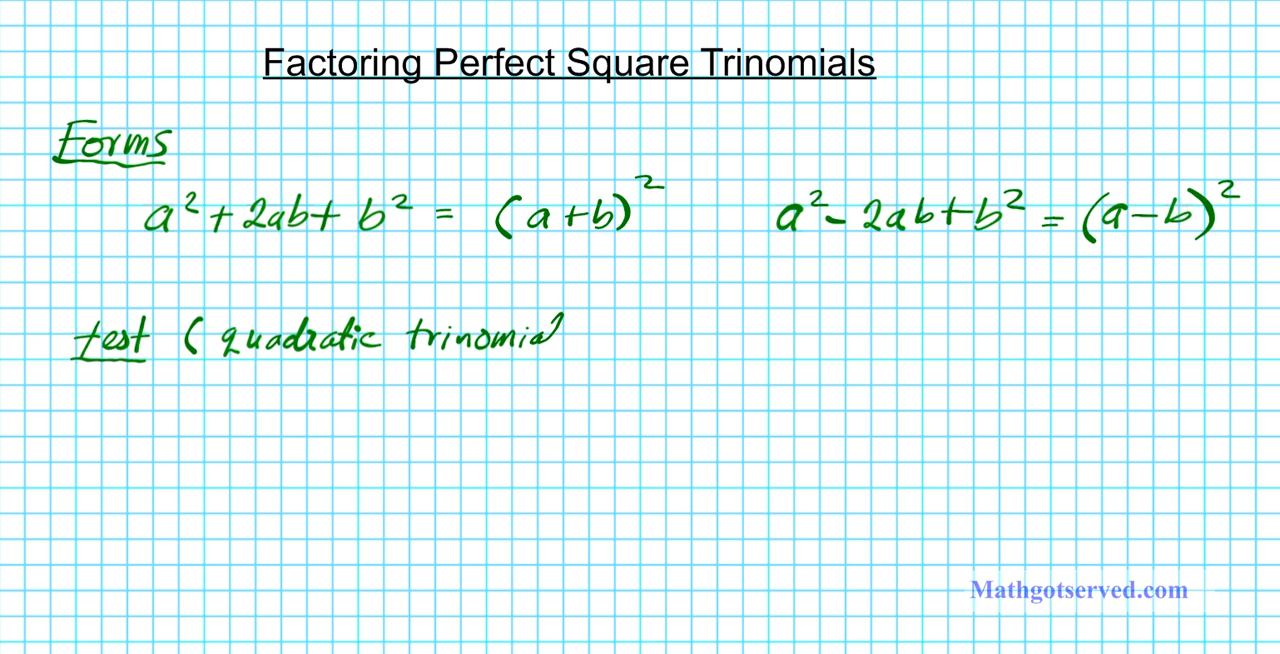 Factoring Perfect Square Trinomials
Forms
a² + 2ab + b² = (a+b)² a² - 2ab + b² = (a-b)²
test (quadratic trinomial
Mathgotserved.com